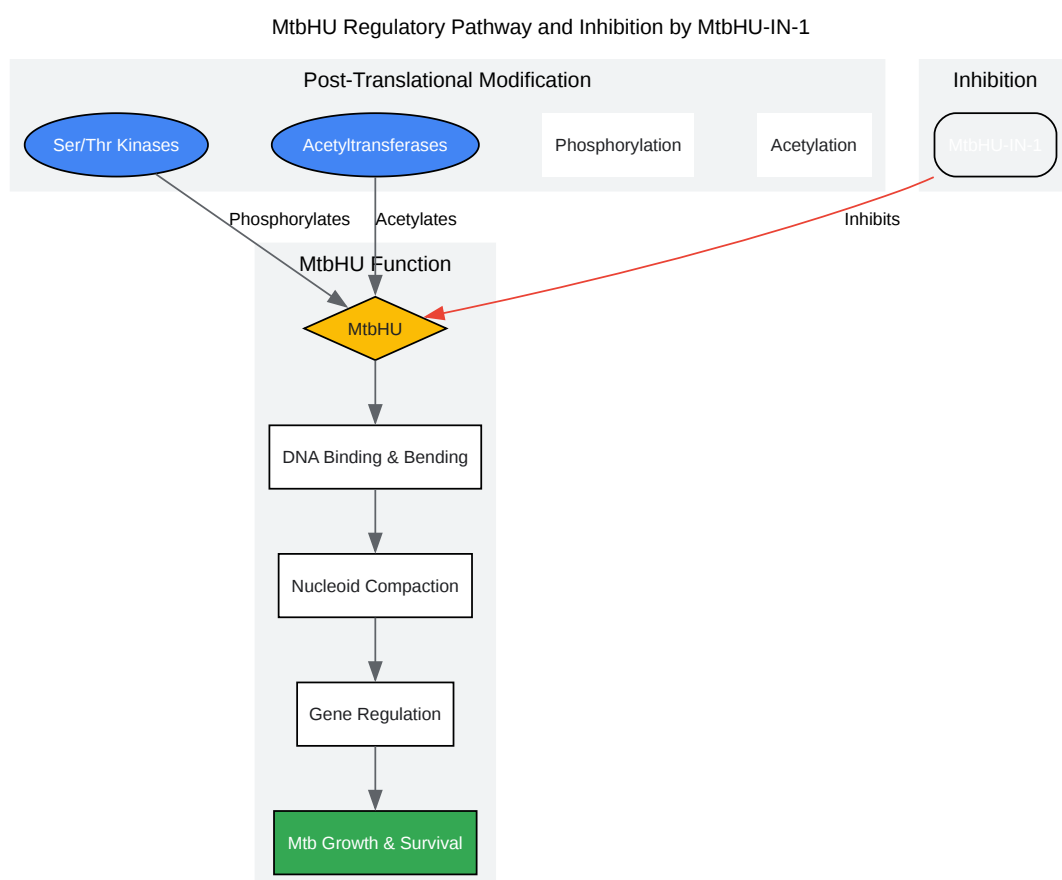 MtbHU Regulatory Pathway and Inhibition by MtbHU-IN-1
Post-Translational Modification
Inhibition
Ser/Thr Kinases
Acetyltransferases
Phosphorylation
Acetylation
MtbHU-IN-1
Phosphorylates
Acetylates
Inhibits
MtbHU Function
MtbHU
DNA Binding & Bending
Nucleoid Compaction
Gene Regulation
Mtb Growth & Survival